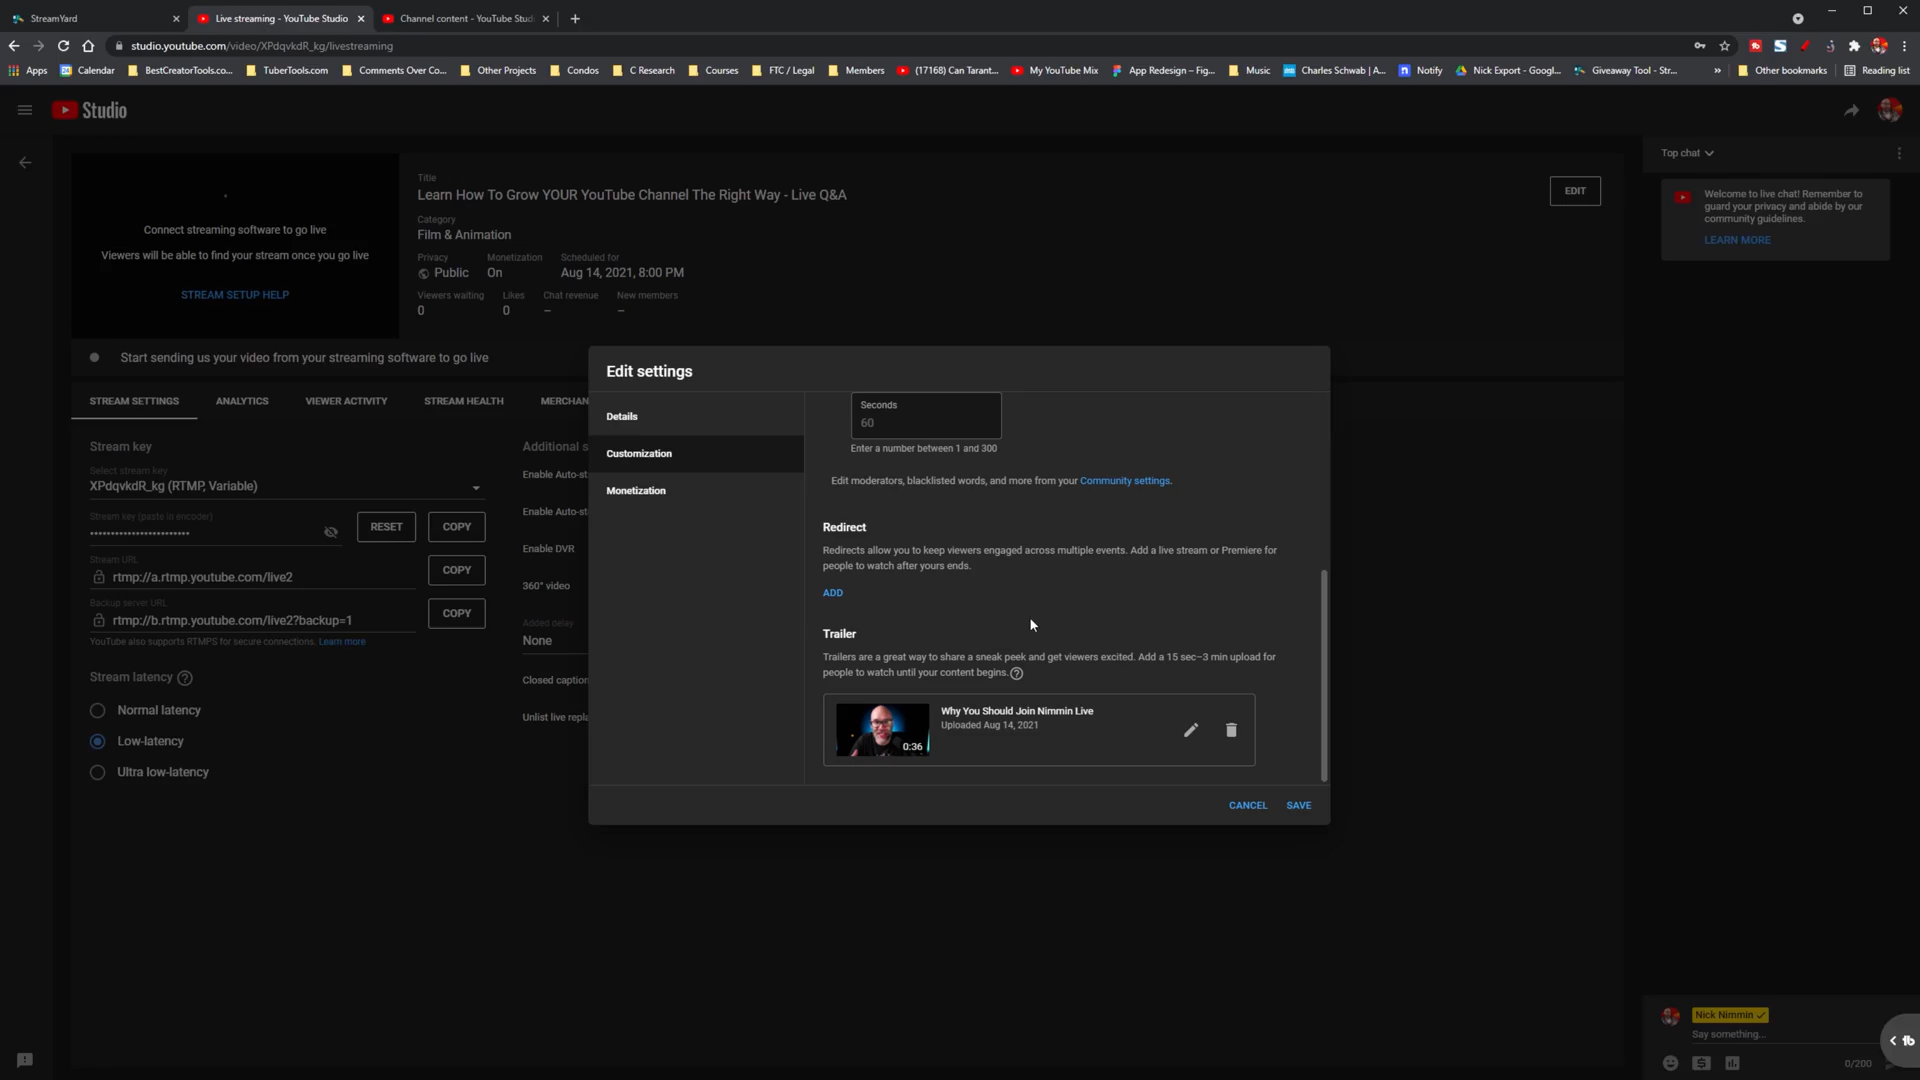 StreamYard
Live streaming - YouTube Studio
Channel content - YouTube Studi
studio.youtube.com/video/XPdqvkdR_kg/livestreaming
Apps
Calendar
BestCreatorTools.co...
TuberTools.com
Comments Over Co...
Other Projects
Condos
C Research
Courses
FTC / Legal
Members
(17168) Can Tarant...
My YouTube Mix
App Redesign – Fig...
Music
Charles Schwab | A...
Notify
Nick Export - Googl...
Giveaway Tool - Str...
»
Other bookmarks
Reading list
Studio
Connect streaming software to go live
Viewers will be able to find your stream once you go live
STREAM SETUP HELP
Title
Learn How To Grow YOUR YouTube Channel The Right Way - Live Q&A
Category
Film & Animation
Privacy Monetization Scheduled for
Public On Aug 14, 2021, 8:00 PM
Viewers waiting Likes Chat revenue New members
0 0 – –
EDIT
Top chat
Welcome to live chat! Remember to
guard your privacy and abide by our
community guidelines.
LEARN MORE
Start sending us your video from your streaming software to go live
STREAM SETTINGS ANALYTICS VIEWER ACTIVITY STREAM HEALTH MERCHAN
Stream key
Select stream key
XPdqvkdR_kg (RTMP, Variable)
Stream key (paste in encoder)
RESET COPY
Stream URL
rtmp://a.rtmp.youtube.com/live2
COPY
Backup server URL
rtmp://b.rtmp.youtube.com/live2?backup=1
COPY
YouTube also supports RTMPS for secure connections. Learn more
Stream latency
Normal latency
Low-latency
Ultra low-latency
Additional s
Enable Auto-st
Enable Auto-st
Enable DVR
360° video
Added delay
None
Closed caption
Unlist live repla
Edit settings
Details
Customization
Monetization
Seconds
60
Enter a number between 1 and 300
Edit moderators, blacklisted words, and more from your Community settings.
Redirect
Redirects allow you to keep viewers engaged across multiple events. Add a live stream or Premiere for
people to watch after yours ends.
ADD
Trailer
Trailers are a great way to share a sneak peek and get viewers excited. Add a 15 sec–3 min upload for
people to watch until your content begins.
0:36
Why You Should Join Nimmin Live
Uploaded Aug 14, 2021
CANCEL SAVE
Nick Nimmin
Say something...
0/200